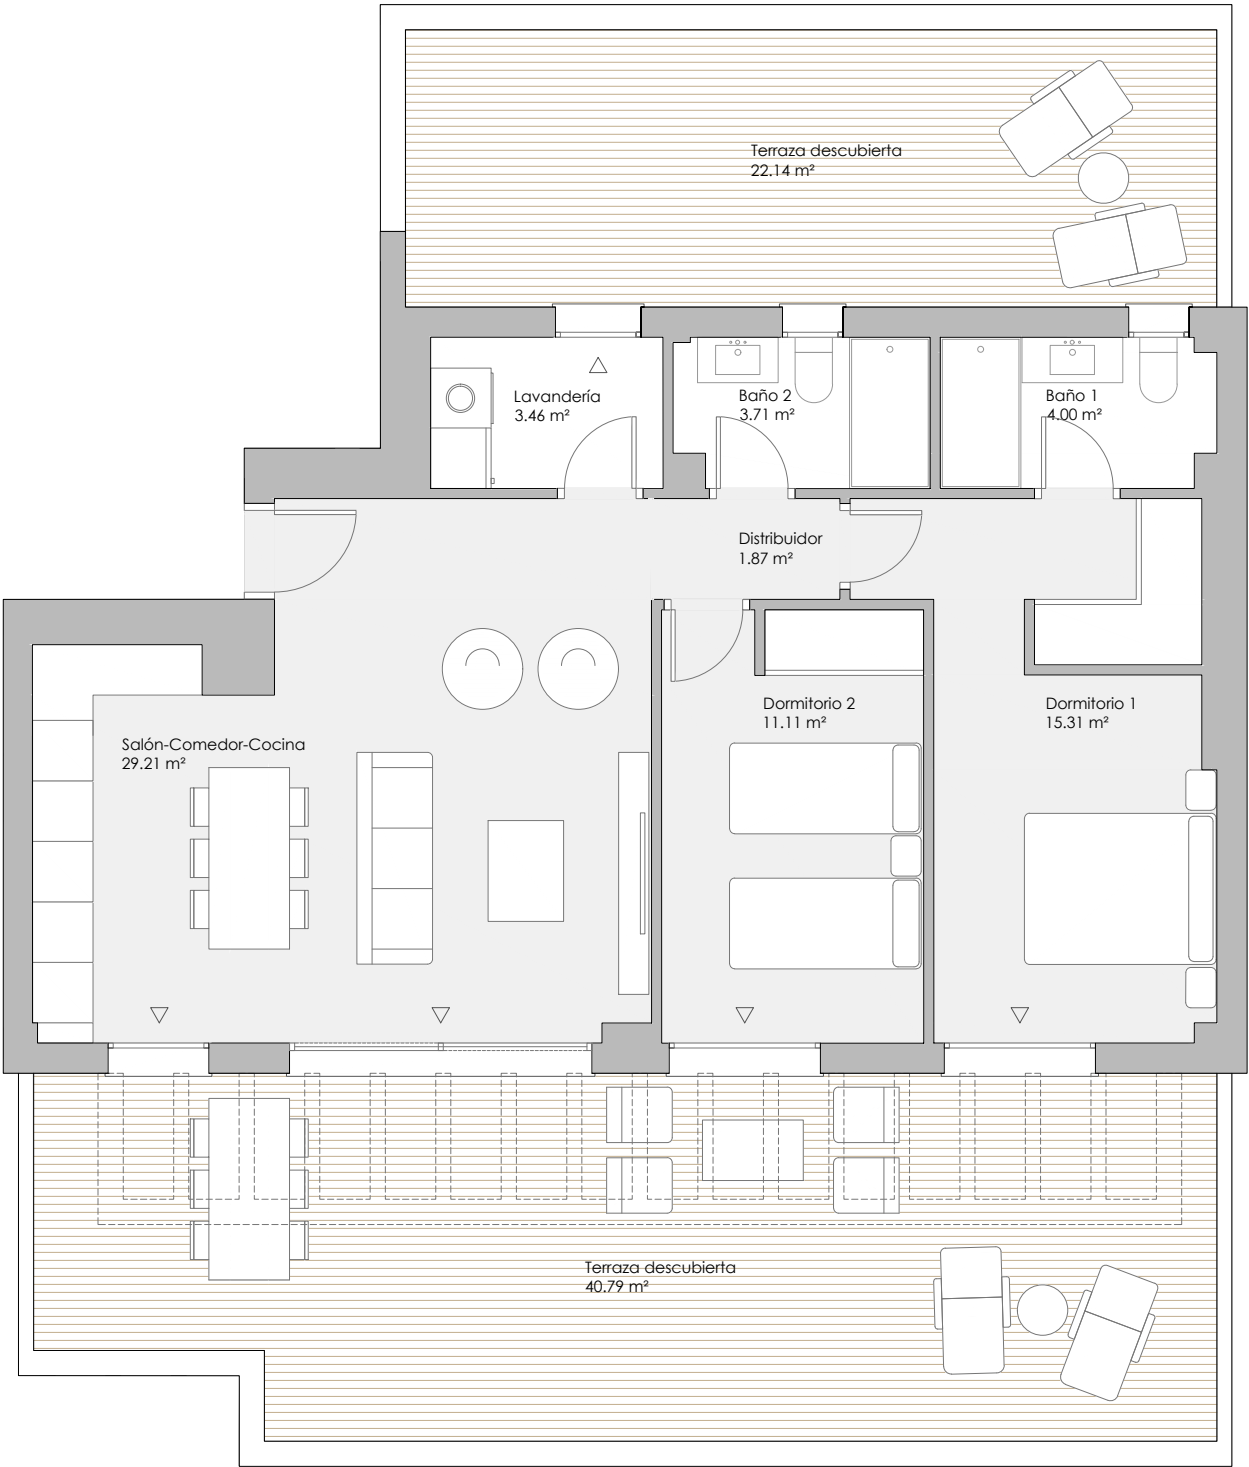 Terraza descubierta
22.14 m²
Lavandería
3.46 m²
Baño 2
3.71 m²
Baño 1
4.00 m²
Distribuidor
1.87 m²
Dormitorio 2
11.11 m²
Dormitorio 1
15.31 m²
Salón-Comedor-Cocina
29.21 m²
Terraza descubierta
40.79 m²